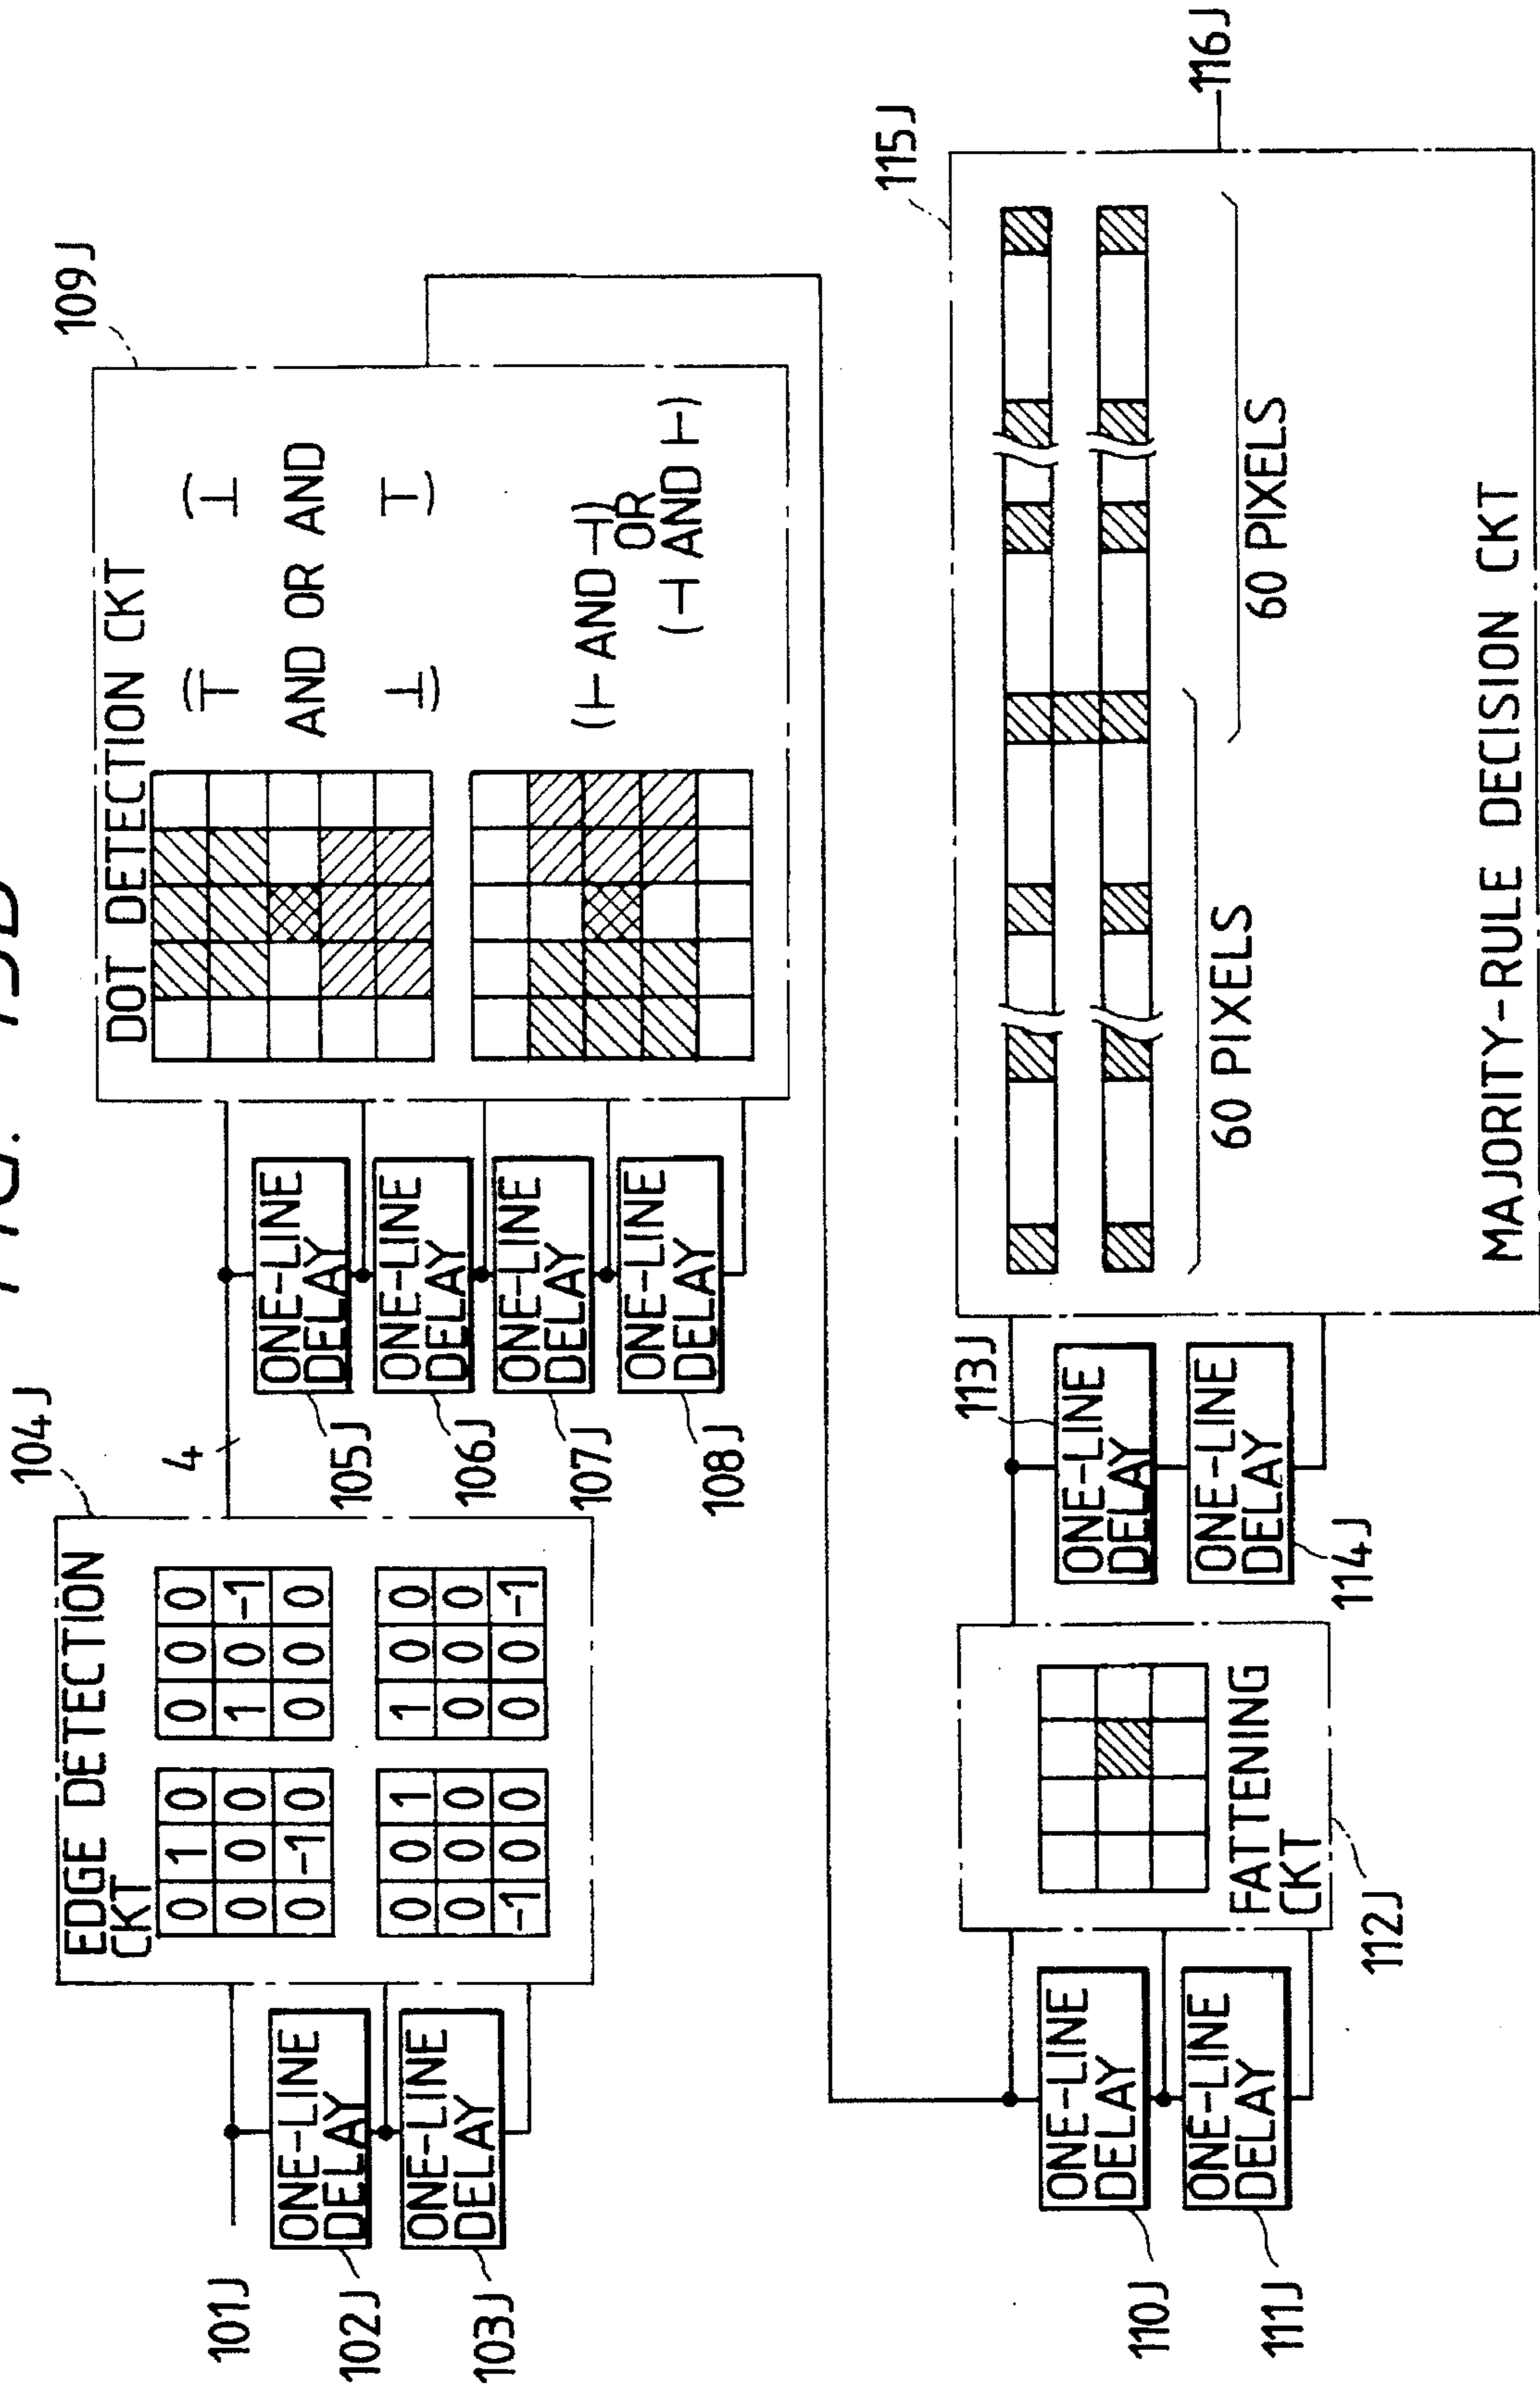 101J
102J
ONE-LINE
DELAY
103J
ONE-LINE
DELAY
104J
EDGE DETECTION
CKT
0 1 0
0 0 0
0 -1 0
0 0 0
1 0 -1
0 0 0
0 0 1
0 0 0
-1 0 0
1 0 0
0 0 0
0 0 -1
4
105J
ONE-LINE
DELAY
106J
ONE-LINE
DELAY
107J
ONE-LINE
DELAY
108J
ONE-LINE
DELAY
109J
DOT DETECTION CKT
(⊤ (⊥
AND OR AND
⊥) ⊤)
(⊢ AND ⊣)
OR
(⊣ AND ⊢)
110J
ONE-LINE
DELAY
111J
ONE-LINE
DELAY
112J
FATTENING
CKT
113J
ONE-LINE
DELAY
114J
ONE-LINE
DELAY
115J
60 PIXELS
60 PIXELS
MAJORITY-RULE DECISION CKT
116J